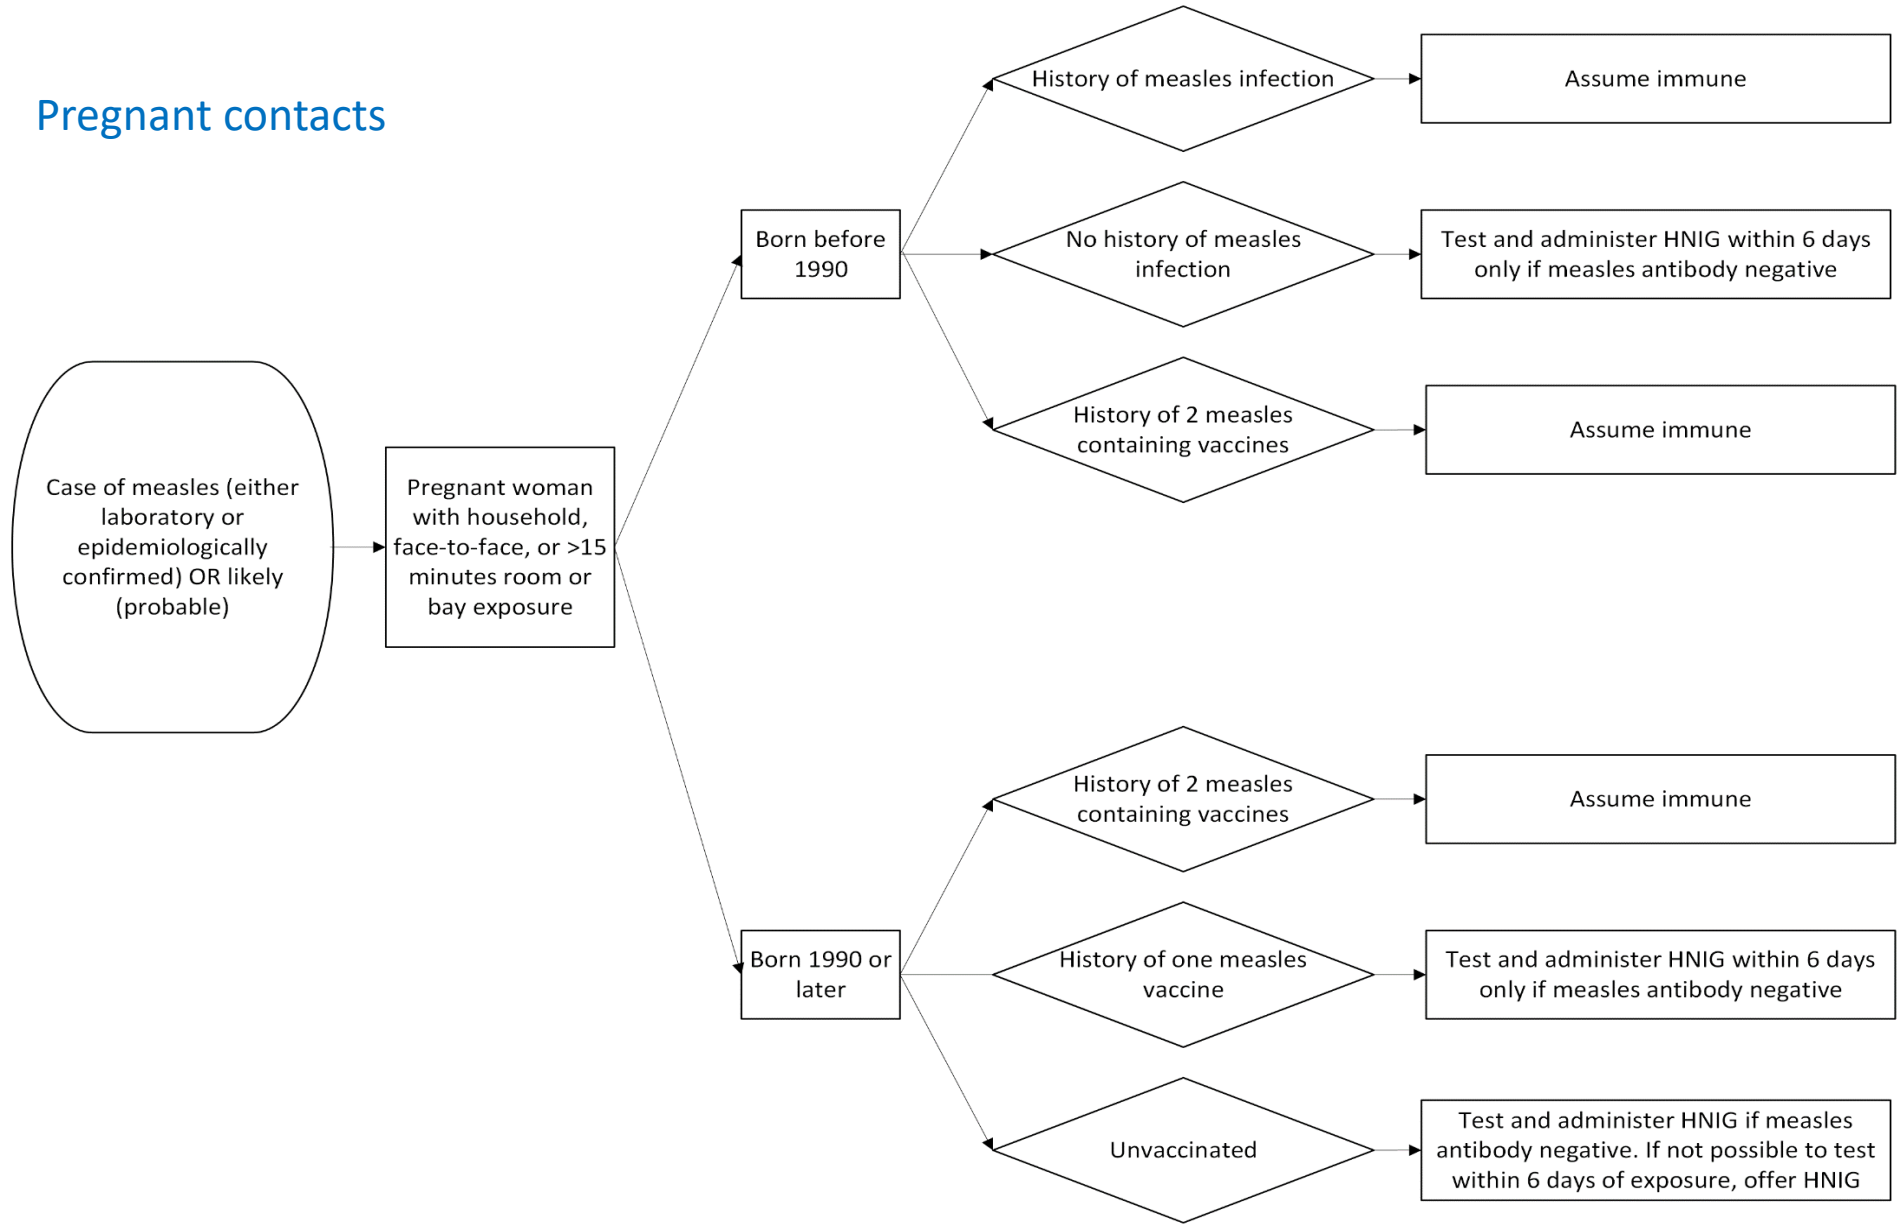 Pregnant contacts
Case of measles (either
laboratory or
epidemiologically
confirmed) OR likely
(probable)
Pregnant woman
with household,
face-to-face, or >15
minutes room or
bay exposure
Born before
1990
History of measles infection
Assume immune
No history of measles
infection
Test and administer HNIG within 6 days
only if measles antibody negative
History of 2 measles
containing vaccines
Assume immune
Born 1990 or
later
History of 2 measles
containing vaccines
Assume immune
History of one measles
vaccine
Test and administer HNIG within 6 days
only if measles antibody negative
Unvaccinated
Test and administer HNIG if measles
antibody negative. If not possible to test
within 6 days of exposure, offer HNIG